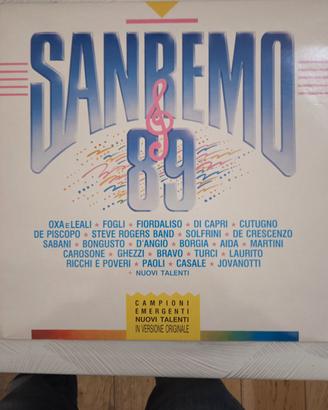 SANREMO
89
OXA E LEALI ★ FOGLI ★ FIORDALISO ★ DI CAPRI ★ CUTUGNO
DE PISCOPO ★ STEVE ROGERS BAND ★ SOLFRINI ★ DE CRESCENZO
SABANI ★ BONGUSTO ★ D'ANGIÒ ★ BORGIA ★ AIDA ★ MARTINI
CAROSONE ★ GHEZZI ★ BRAVO ★ TURCI ★ LAURITO
RICCHI E POVERI ★ PAOLI ★ CASALE ★ JOVANOTTI
+ NUOVI TALENTI
CAMPIONI
EMERGENTI
NUOVI TALENTI
IN VERSIONE ORIGINALE